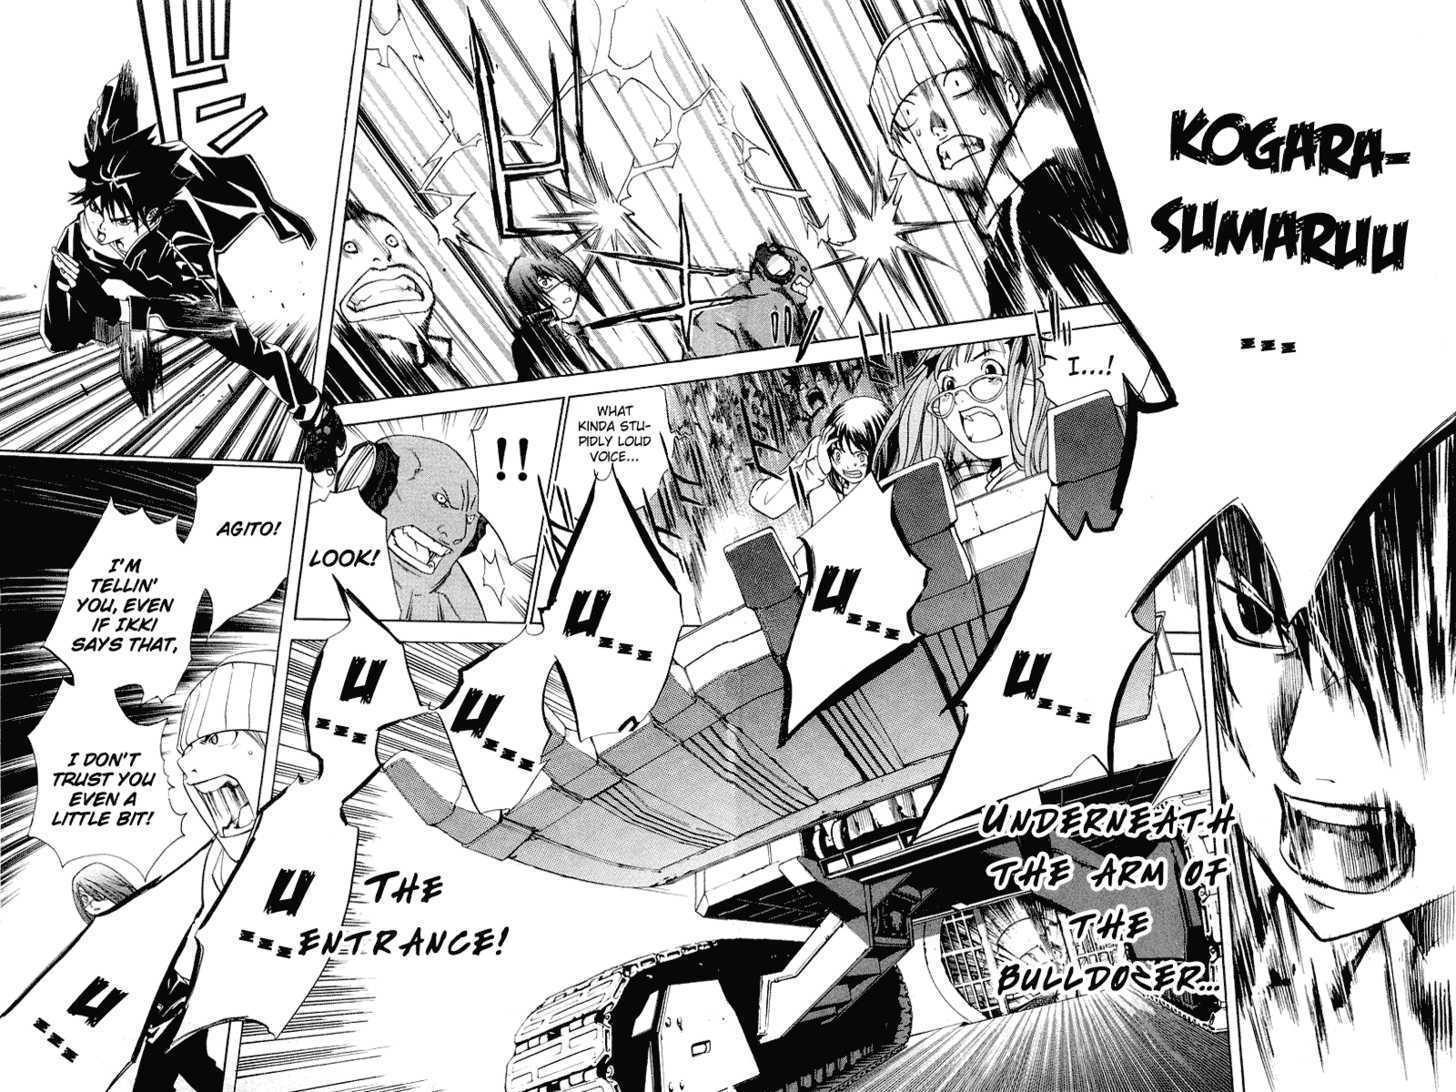 KOGARA-
SUMARUU
...
I...!
U...
U...
U...
U...
U...
U...
U...
WHAT
KINDA STU-
PIDLY LOUD
VOICE...
!!
LOOK!
AGITO!
I'M
TELLIN'
YOU, EVEN
IF IKKI
SAYS THAT,
I DON'T
TRUST YOU
EVEN A
LITTLE BIT!
UNDERNEATH
THE ARM OF
THE
BULLDOZER...
THE
ENTRANCE!